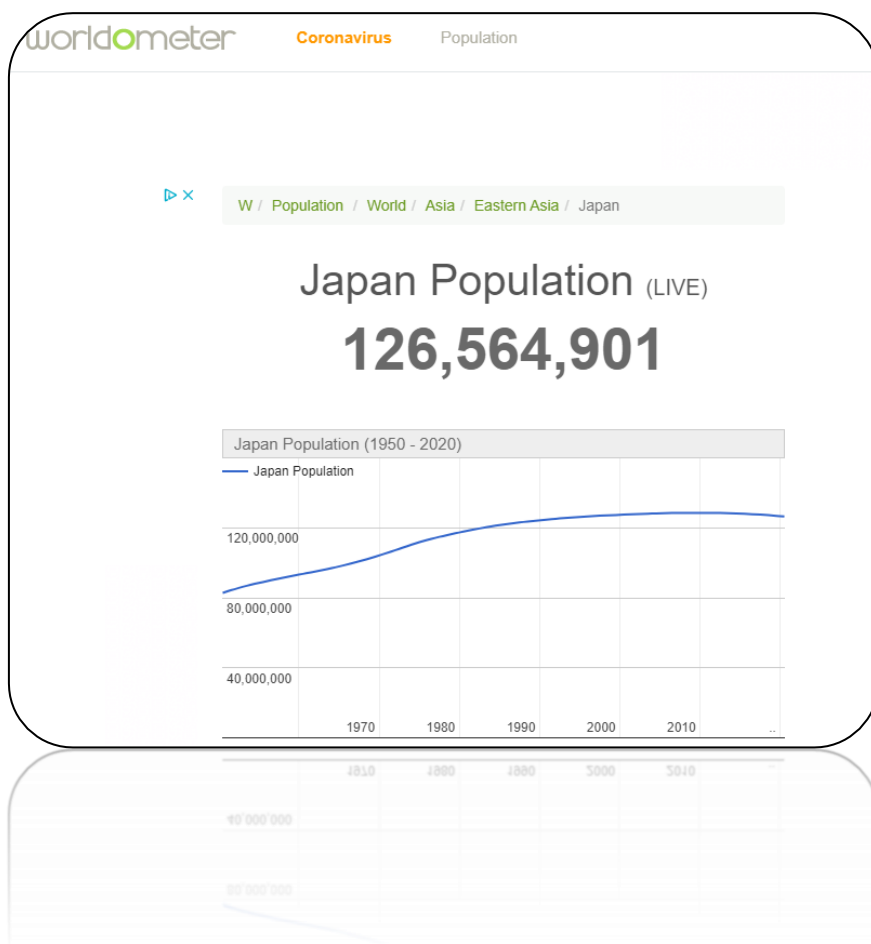 worldometer Coronavirus Population
W / Population / World / Asia / Eastern Asia / Japan
Japan Population (LIVE)
126,564,901
Japan Population (1950 - 2020)
Japan Population
120,000,000
80,000,000
40,000,000
1970 1980 1990 2000 2010 ..